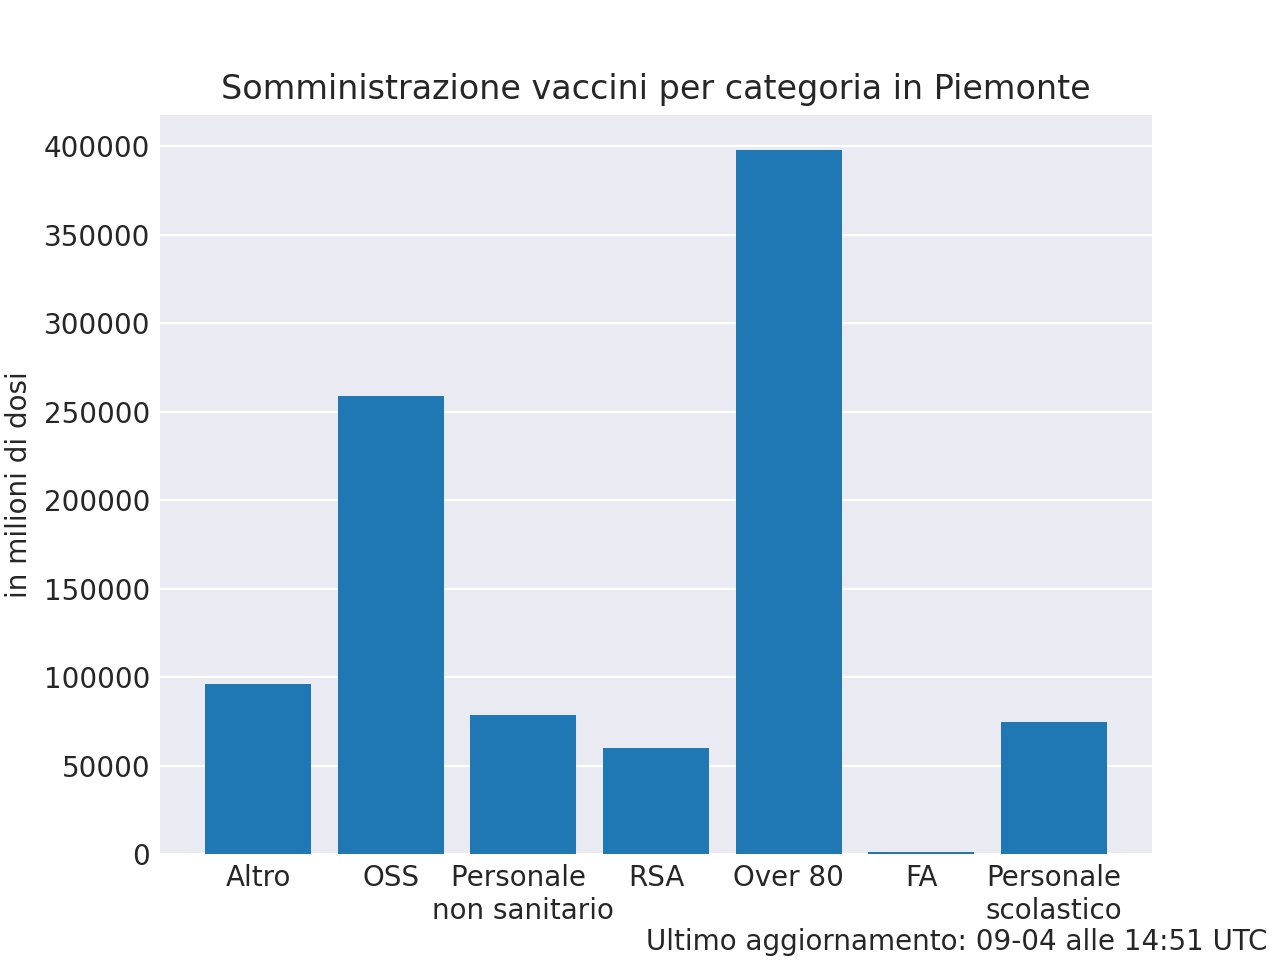 Somministrazione vaccini per categoria in Piemonte
in milioni di dosi
400000
350000
300000
250000
200000
150000
100000
50000
0
Altro OSS Personale RSA Over 80 FA Personale
non sanitario scolastico
Ultimo aggiornamento: 09-04 alle 14:51 UTC